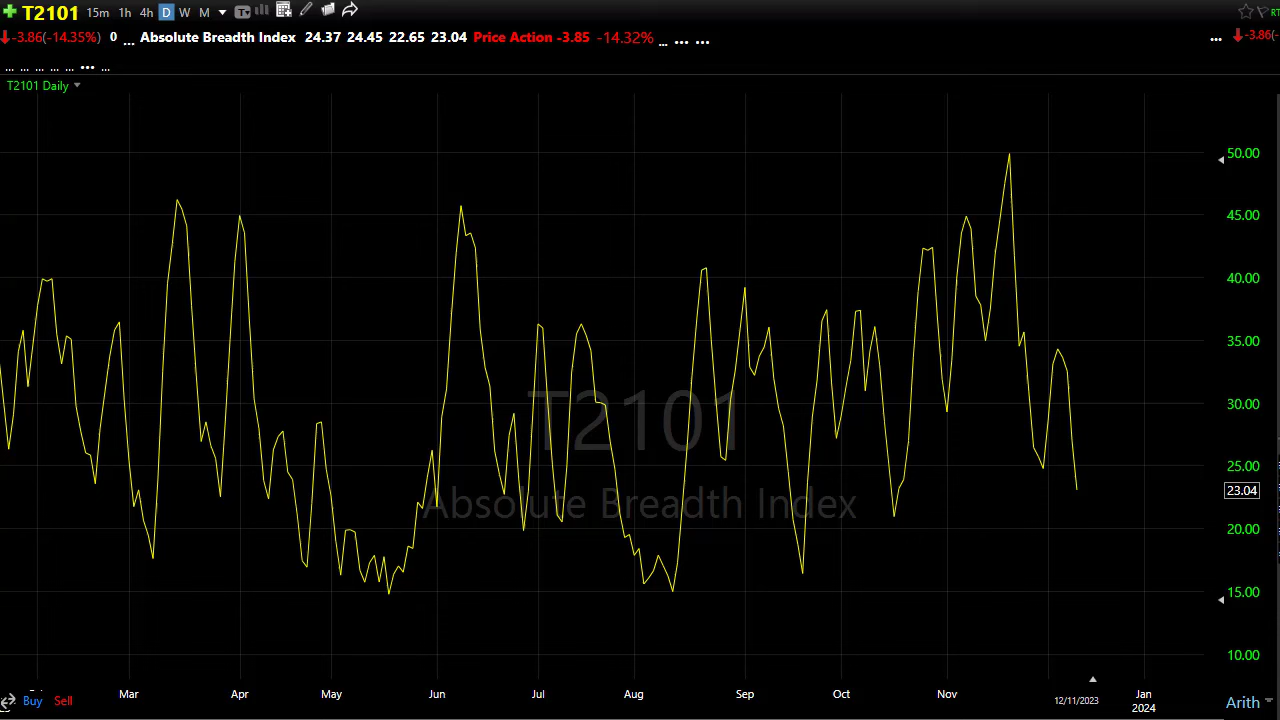 T2101 15m 1h 4h D W M T RT
-3.86(-14.35%) 0 ... Absolute Breadth Index 24.37 24.45 22.65 23.04 Price Action -3.85 -14.32% ... ... ... ... -3.86(-
... ... ... ... ... ... ...
T2101 Daily
50.00
45.00
40.00
35.00
30.00
T2101
25.00
23.04
Absolute Breadth Index
20.00
15.00
10.00
Mar Apr May Jun Jul Aug Sep Oct Nov Jan
Buy Sell 12/11/2023 2024 Arith